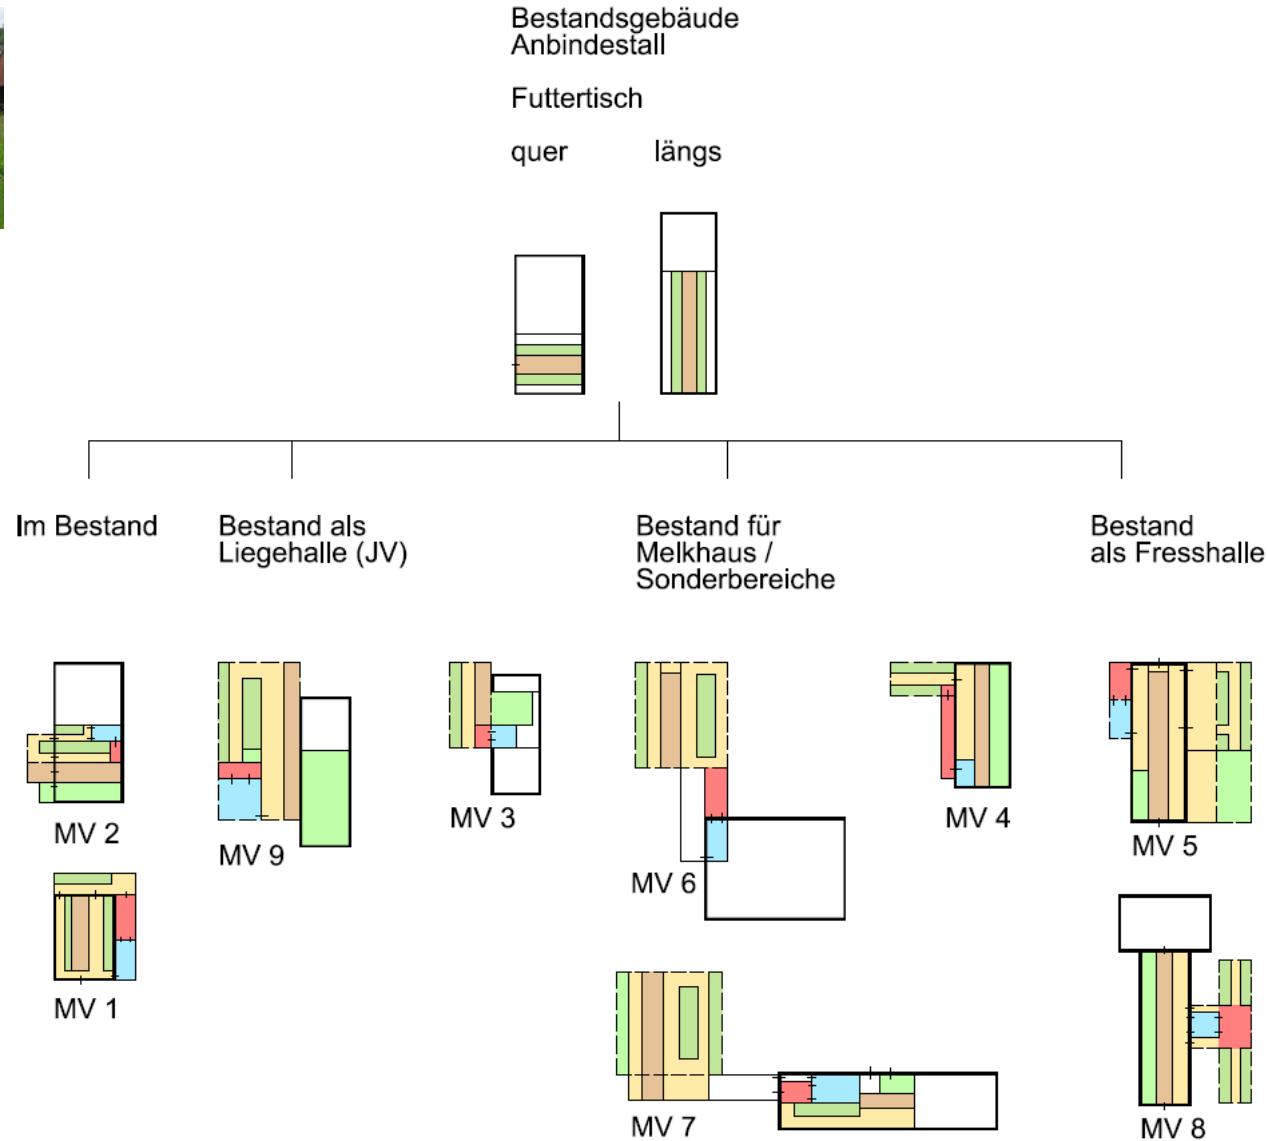 Bestandsgebäude
Anbindestall
Futtertisch
quer längs
Im Bestand
Bestand als
Liegehalle (JV)
Bestand für
Melkhaus /
Sonderbereiche
Bestand
als Fresshalle
MV 2
MV 9
MV 3
MV 6
MV 4
MV 5
MV 1
MV 7
MV 8